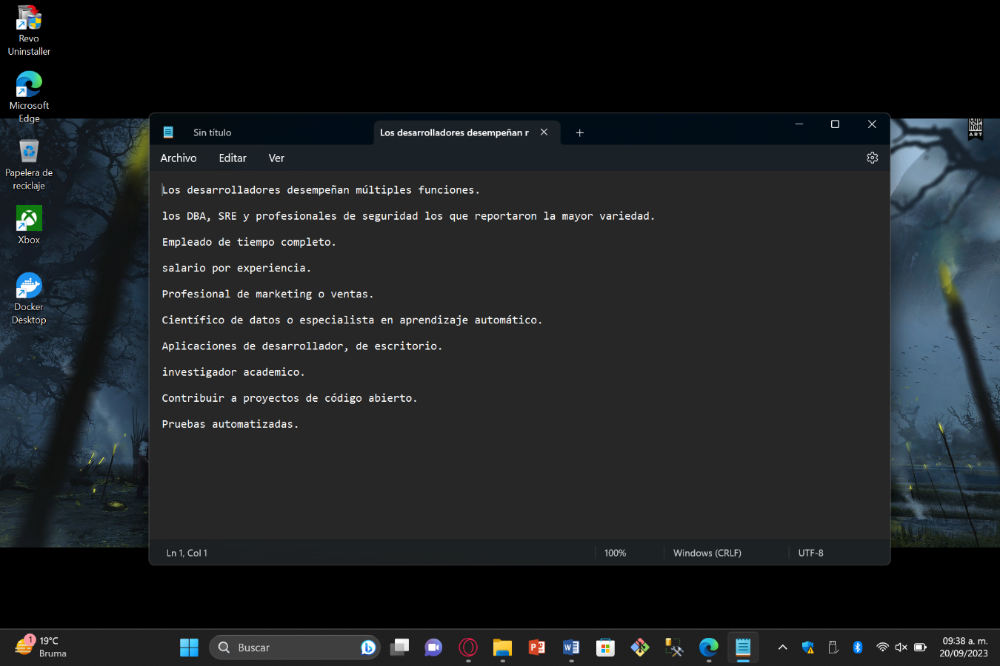 Revo
Uninstaller
Microsoft
Edge
Papelera de
reciclaje
Xbox
Docker
Desktop
Sin título
Los desarrolladores desempeñan r
Archivo
Editar
Ver
Los desarrolladores desempeñan múltiples funciones.
los DBA, SRE y profesionales de seguridad los que reportaron la mayor variedad.
Empleado de tiempo completo.
salario por experiencia.
Profesional de marketing o ventas.
Científico de datos o especialista en aprendizaje automático.
Aplicaciones de desarrollador, de escritorio.
investigador academico.
Contribuir a proyectos de código abierto.
Pruebas automatizadas.
Ln 1, Col 1
100%
Windows (CRLF)
UTF-8
ART
1
19°C
Bruma
Buscar
09:38 a. m.
20/09/2023